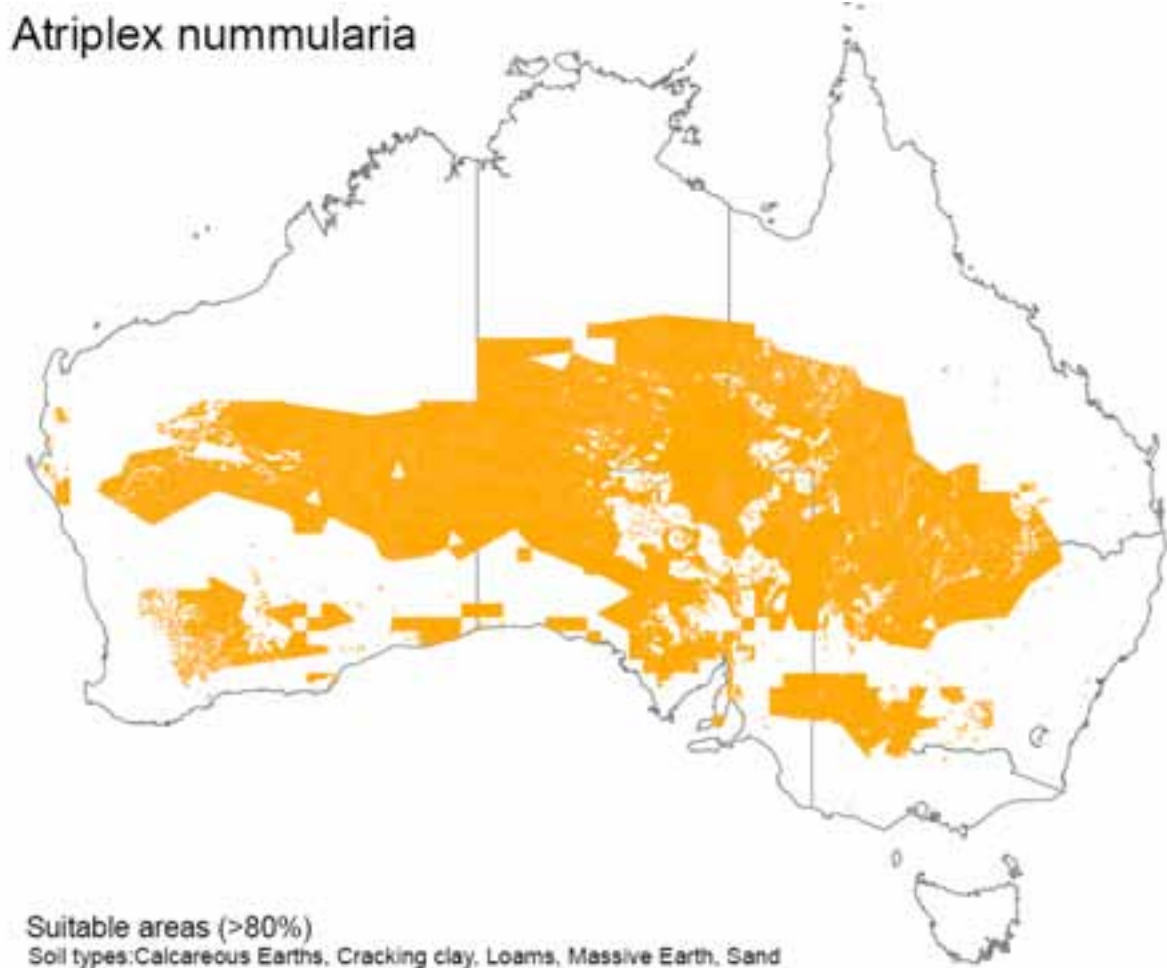 Atriplex nummularia
Suitable areas (>80%)
Soil types:Calcareous Earths, Cracking clay, Loams, Massive Earth, Sand